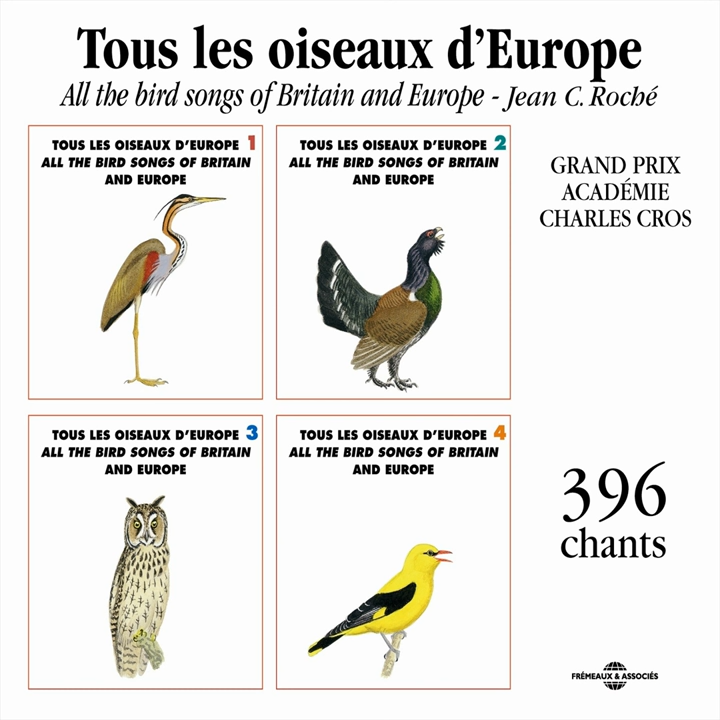 Tous les oiseaux d'Europe
All the bird songs of Britain and Europe - Jean C. Roché
TOUS LES OISEAUX D'EUROPE 1
ALL THE BIRD SONGS OF BRITAIN
AND EUROPE
TOUS LES OISEAUX D'EUROPE 2
ALL THE BIRD SONGS OF BRITAIN
AND EUROPE
GRAND PRIX
ACADÉMIE
CHARLES CROS
TOUS LES OISEAUX D'EUROPE 3
ALL THE BIRD SONGS OF BRITAIN
AND EUROPE
TOUS LES OISEAUX D'EUROPE 4
ALL THE BIRD SONGS OF BRITAIN
AND EUROPE
396
chants
FRÉMEAUX & ASSOCIÉS